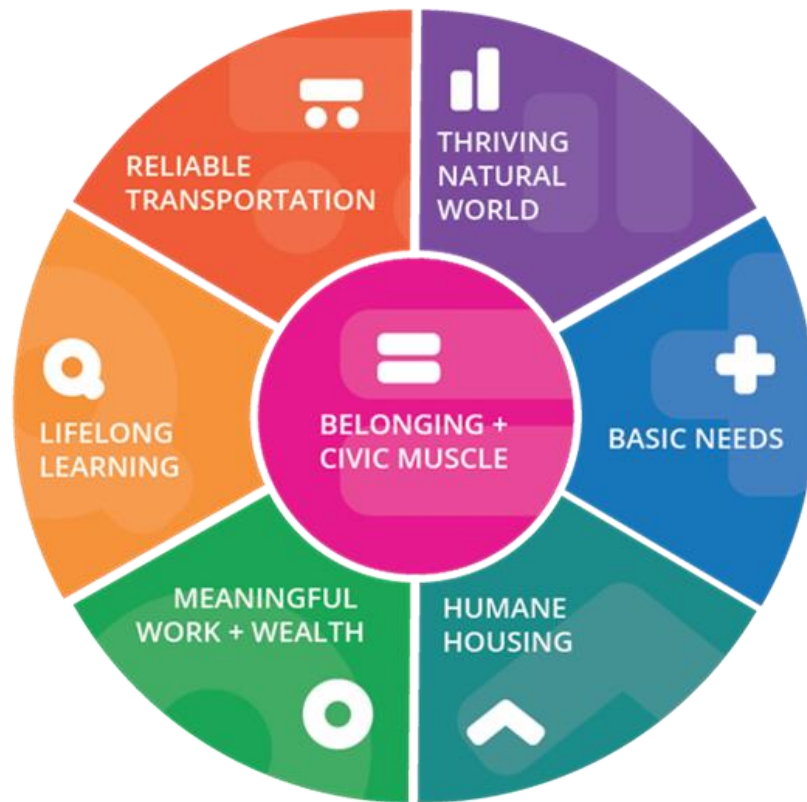 THRIVING
NATURAL
WORLD
BASIC NEEDS
HUMANE
HOUSING
MEANINGFUL
WORK + WEALTH
LIFELONG
LEARNING
RELIABLE
TRANSPORTATION
BELONGING +
CIVIC MUSCLE